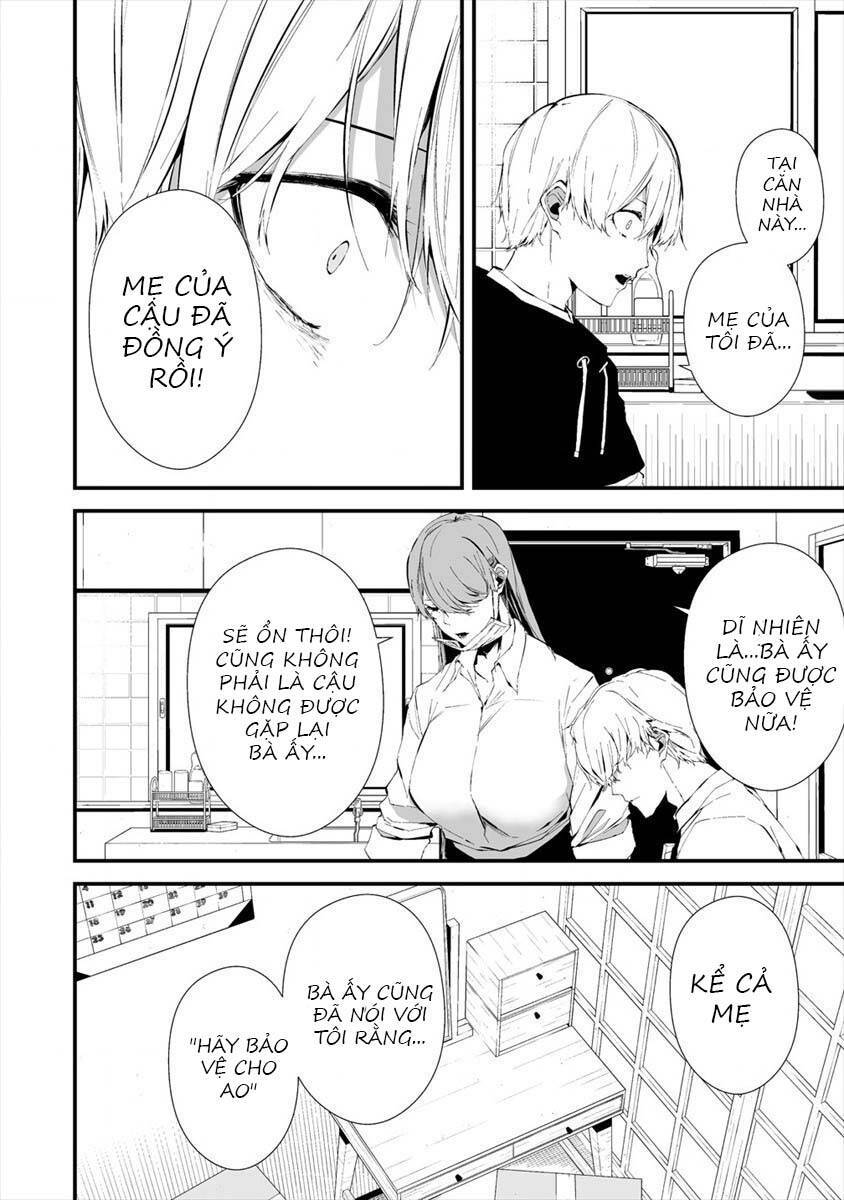 TẠI
CĂN
NHÀ
NÀY...
MẸ CỦA
TÔI ĐÃ...
MẸ CỦA
CẬU ĐÃ
ĐỒNG Ý
RỒI!
DĨ NHIÊN
LÀ...BÀ ẤY
CŨNG ĐƯỢC
BẢO VỆ
NỮA!
SẼ ỔN THÔI!
CŨNG KHÔNG
PHẢI LÀ CẬU
KHÔNG ĐƯỢC
GẶP LẠI
BÀ ẤY...
KỂ CẢ
MẸ
BÀ ẤY CŨNG
ĐÃ NÓI VỚI
TÔI RẰNG...
"HÃY BẢO
VỆ CHO
AO"